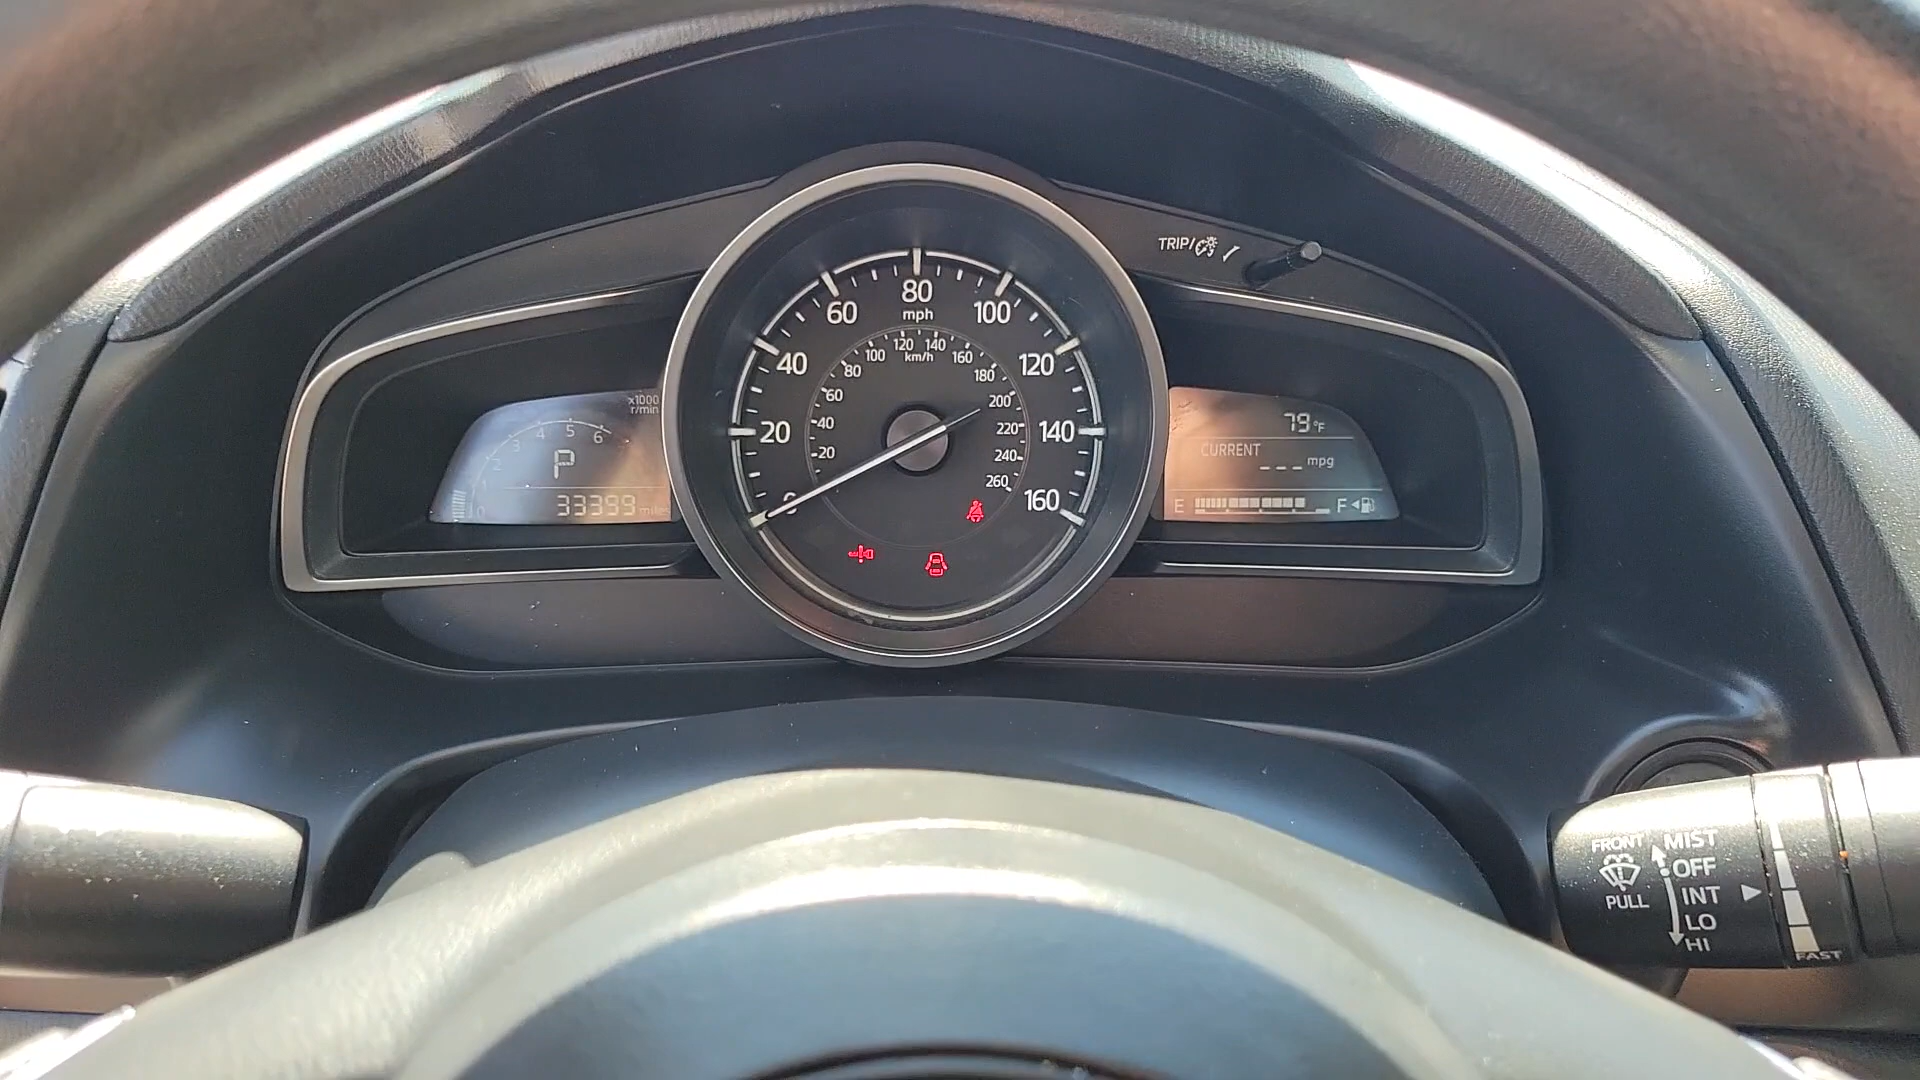 TRIP/
80
mph
60
100
40
120
20
140
0
160
120 140
km/h
100
160
80
180
60
200
40
220
20
240
260
x1000
r/min
1 2 3 4 5 6
0
P
33399 miles
79°F
CURRENT
--- mpg
E F
FRONT
PULL
MIST
OFF
INT
LO
HI
FAST